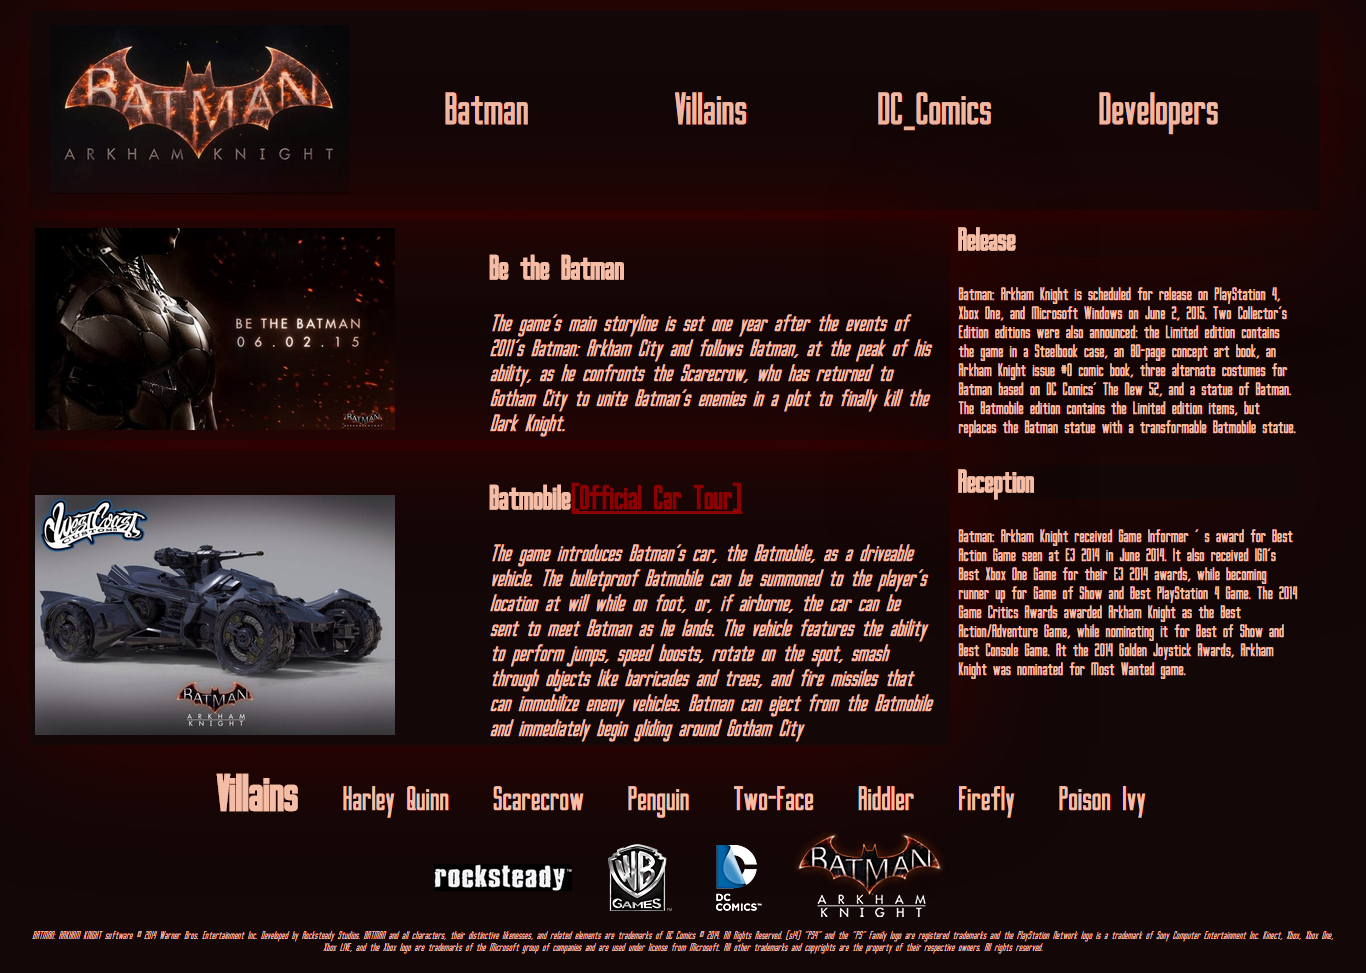 BATMAN
ARKHAM KNIGHT
Batman
Villains
DC_Comics
Developers
BE THE BATMAN
06.02.15
BATMAN
Be the Batman
The game's main storyline is set one year after the events of
2011's Batman: Arkham City and follows Batman, at the peak of his
ability, as he confronts the Scarecrow, who has returned to
Gotham City to unite Batman's enemies in a plot to finally kill the
Dark Knight.
West Coast
CUSTOMS
BATMAN
ARKHAM
KNIGHT
Batmobile[Official Car Tour]
The game introduces Batman's car, the Batmobile, as a driveable
vehicle. The bulletproof Batmobile can be summoned to the player's
location at will while on foot, or, if airborne, the car can be
sent to meet Batman as he lands. The vehicle features the ability
to perform jumps, speed boosts, rotate on the spot, smash
through objects like barricades and trees, and fire missiles that
can immobilize enemy vehicles. Batman can eject from the Batmobile
and immediately begin gliding around Gotham City
Release
Batman: Arkham Knight is scheduled for release on PlayStation 4,
Xbox One, and Microsoft Windows on June 2, 2015. Two Collector's
Edition editions were also announced: the Limited edition contains
the game in a Steelbook case, an 80-page concept art book, an
Arkham Knight issue #0 comic book, three alternate costumes for
Batman based on DC Comics' The New 52, and a statue of Batman.
The Batmobile edition contains the Limited edition items, but
replaces the Batman statue with a transformable Batmobile statue.
Reception
Batman: Arkham Knight received Game Informer ' s award for Best
Action Game seen at E3 2014 in June 2014. It also received IGN's
Best Xbox One Game for their E3 2014 awards, while becoming
runner up for Game of Show and Best PlayStation 4 Game. The 2014
Game Critics Awards awarded Arkham Knight as the Best
Action/Adventure Game, while nominating it for Best of Show and
Best Console Game. At the 2014 Golden Joystick Awards, Arkham
Knight was nominated for Most Wanted game.
Villains
Harley Quinn
Scarecrow
Penguin
Two-Face
Riddler
Firefly
Poison Ivy
rocksteady™
WB
GAMES™
DC
COMICS™
BATMAN
ARKHAM
KNIGHT
BATMAN: ARKHAM KNIGHT software © 2014 Warner Bros. Entertainment Inc. Developed by Rocksteady Studios. BATMAN and all characters, their distinctive likenesses, and related elements are trademarks of DC Comics © 2014. All Rights Reserved. (s14) "PS4" and the "PS" Family logo are registered trademarks and the PlayStation Network logo is a trademark of Sony Computer Entertainment Inc. Kinect, Xbox, Xbox One,
Xbox LIVE, and the Xbox logo are trademarks of the Microsoft group of companies and are used under license from Microsoft. All other trademarks and copyrights are the property of their respective owners. All rights reserved.